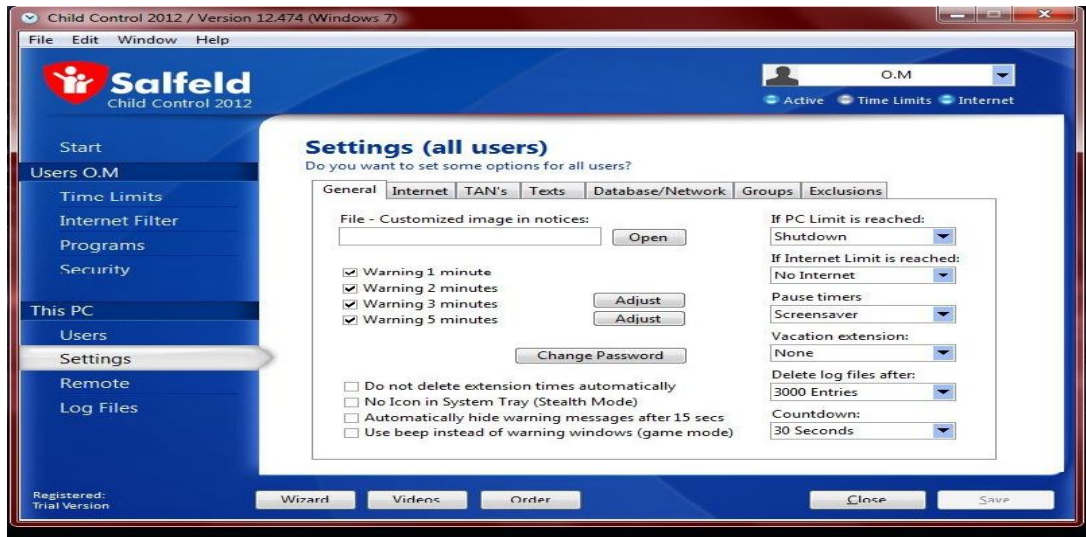 Child Control 2012 / Version 12.474 (Windows 7)
File Edit Window Help
Salfeld
Child Control 2012
O.M
Active Time Limits Internet
Start
Users O.M
Time Limits
Internet Filter
Programs
Security
This PC
Users
Settings
Remote
Log Files
Registered:
Trial Version
Settings (all users)
Do you want to set some options for all users?
General Internet TAN's Texts Database/Network Groups Exclusions
File - Customized image in notices:
Open
Warning 1 minute
Warning 2 minutes
Warning 3 minutes Adjust
Warning 5 minutes Adjust
Change Password
Do not delete extension times automatically
No Icon in System Tray (Stealth Mode)
Automatically hide warning messages after 15 secs
Use beep instead of warning windows (game mode)
If PC Limit is reached:
Shutdown
If Internet Limit is reached:
No Internet
Pause timers
Screensaver
Vacation extension:
None
Delete log files after:
3000 Entries
Countdown:
30 Seconds
Wizard Videos Order Close Save